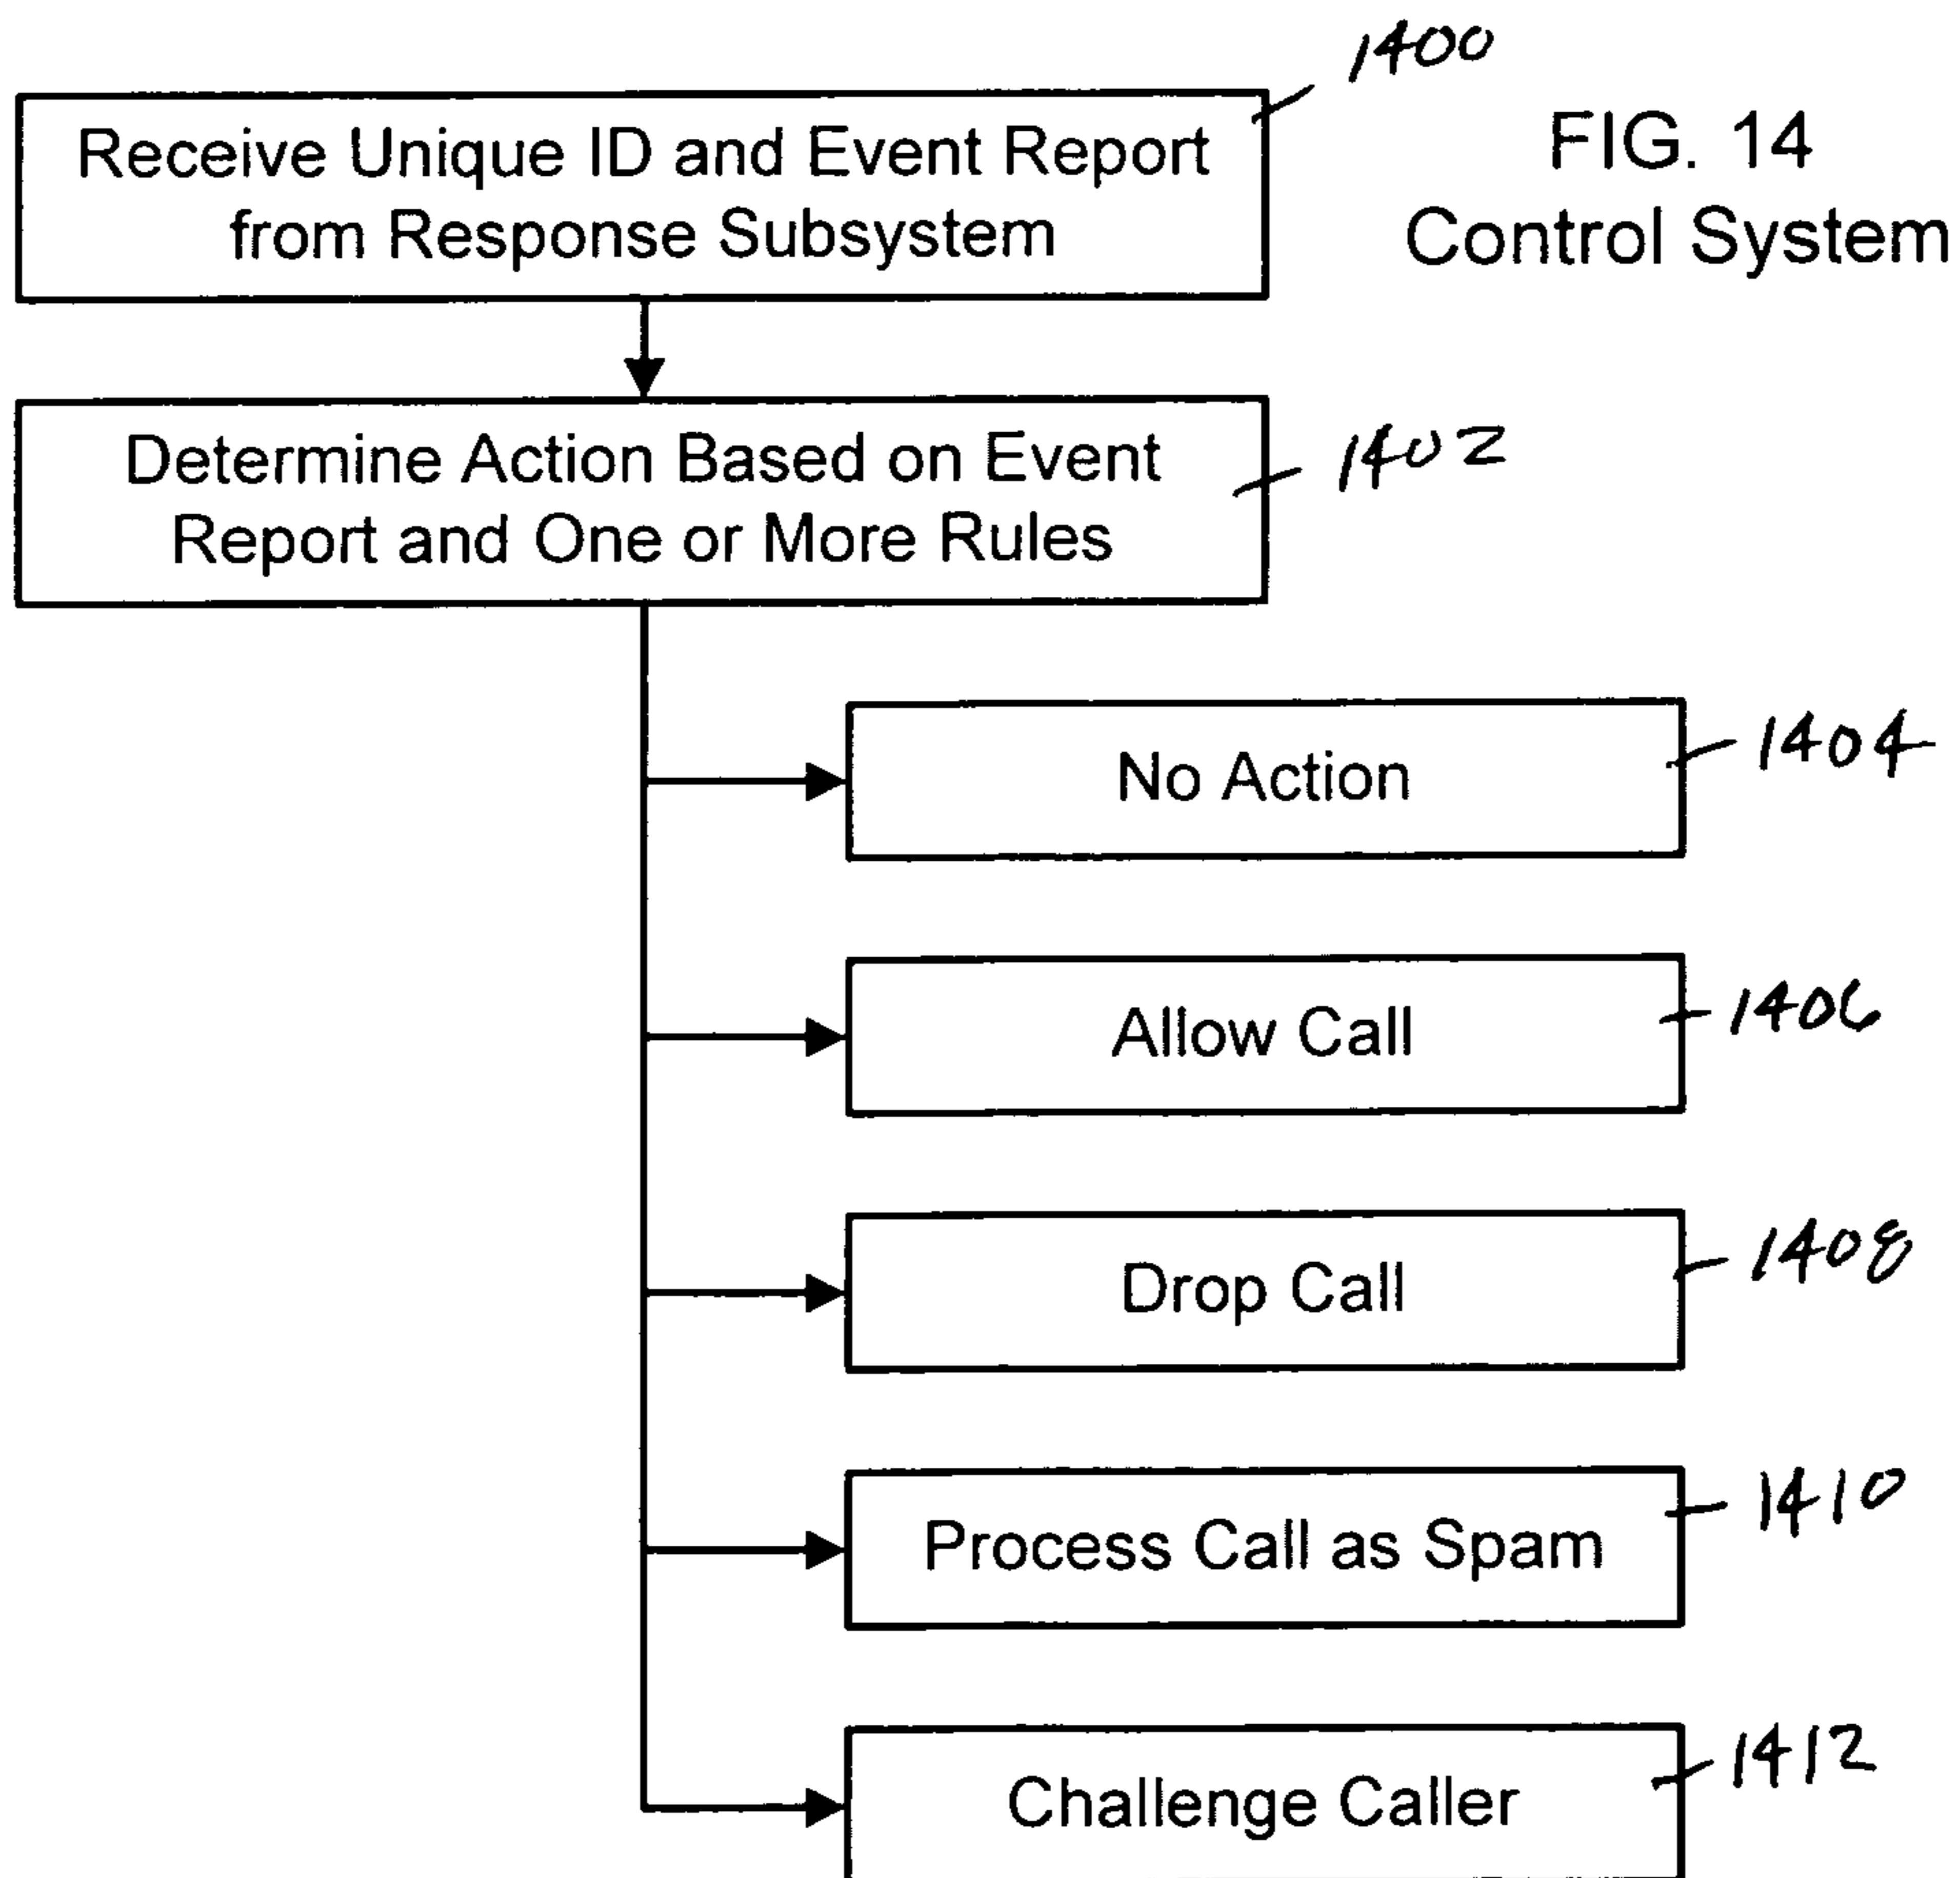 1400
Receive Unique ID and Event Report
from Response Subsystem
FIG. 14
Control System
Determine Action Based on Event
Report and One or More Rules
1402
No Action
1404
Allow Call
1406
Drop Call
1408
Process Call as Spam
1410
Challenge Caller
1412